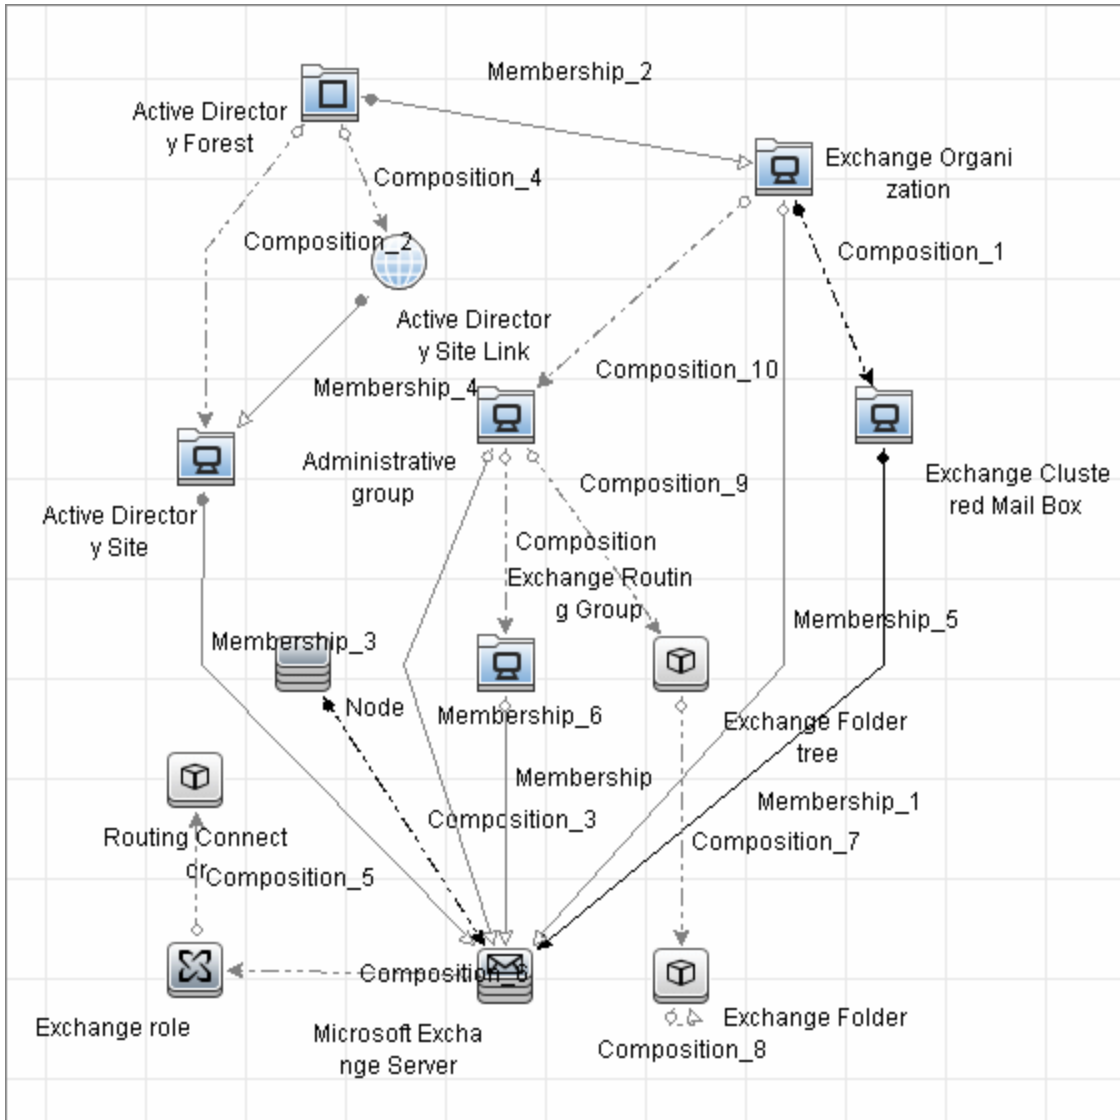 Membership_2
Active Director
y Forest
Exchange Organi
zation
Composition_4
Composition_2
Composition_1
Active Director
y Site Link
Composition_10
Membership_4
Administrative
group
Composition_9
Exchange Cluste
red Mail Box
Active Director
y Site
Composition
Exchange Routin
g Group
Membership_5
Membership_3
Node
Membership_6
Exchange Folder
tree
Membership
Membership_1
Composition_3
Routing Connect
or
Composition_7
Composition_5
Composition_6
Exchange role
Microsoft Excha
nge Server
Exchange Folder
Composition_8